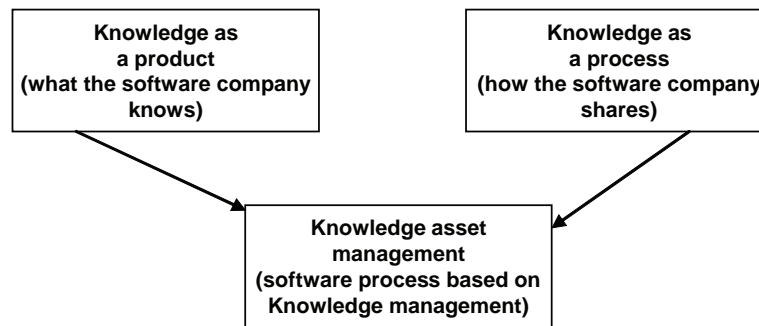 Knowledge as
a product
(what the software company
knows)
Knowledge as
a process
(how the software company
shares)
Knowledge asset
management
(software process based on
Knowledge management)